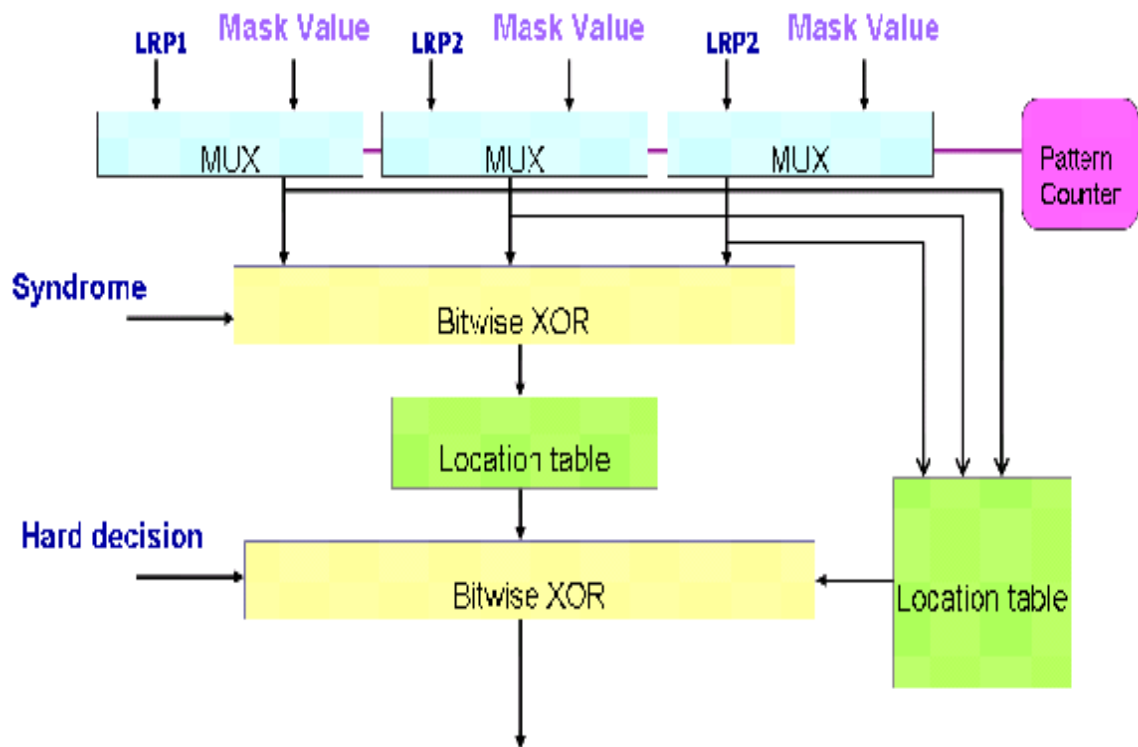 LRP1
Mask Value
LRP2
Mask Value
LRP2
Mask Value
MUX
MUX
MUX
Pattern
Counter
Syndrome
Bitwise XOR
Location table
Hard decision
Bitwise XOR
Location table